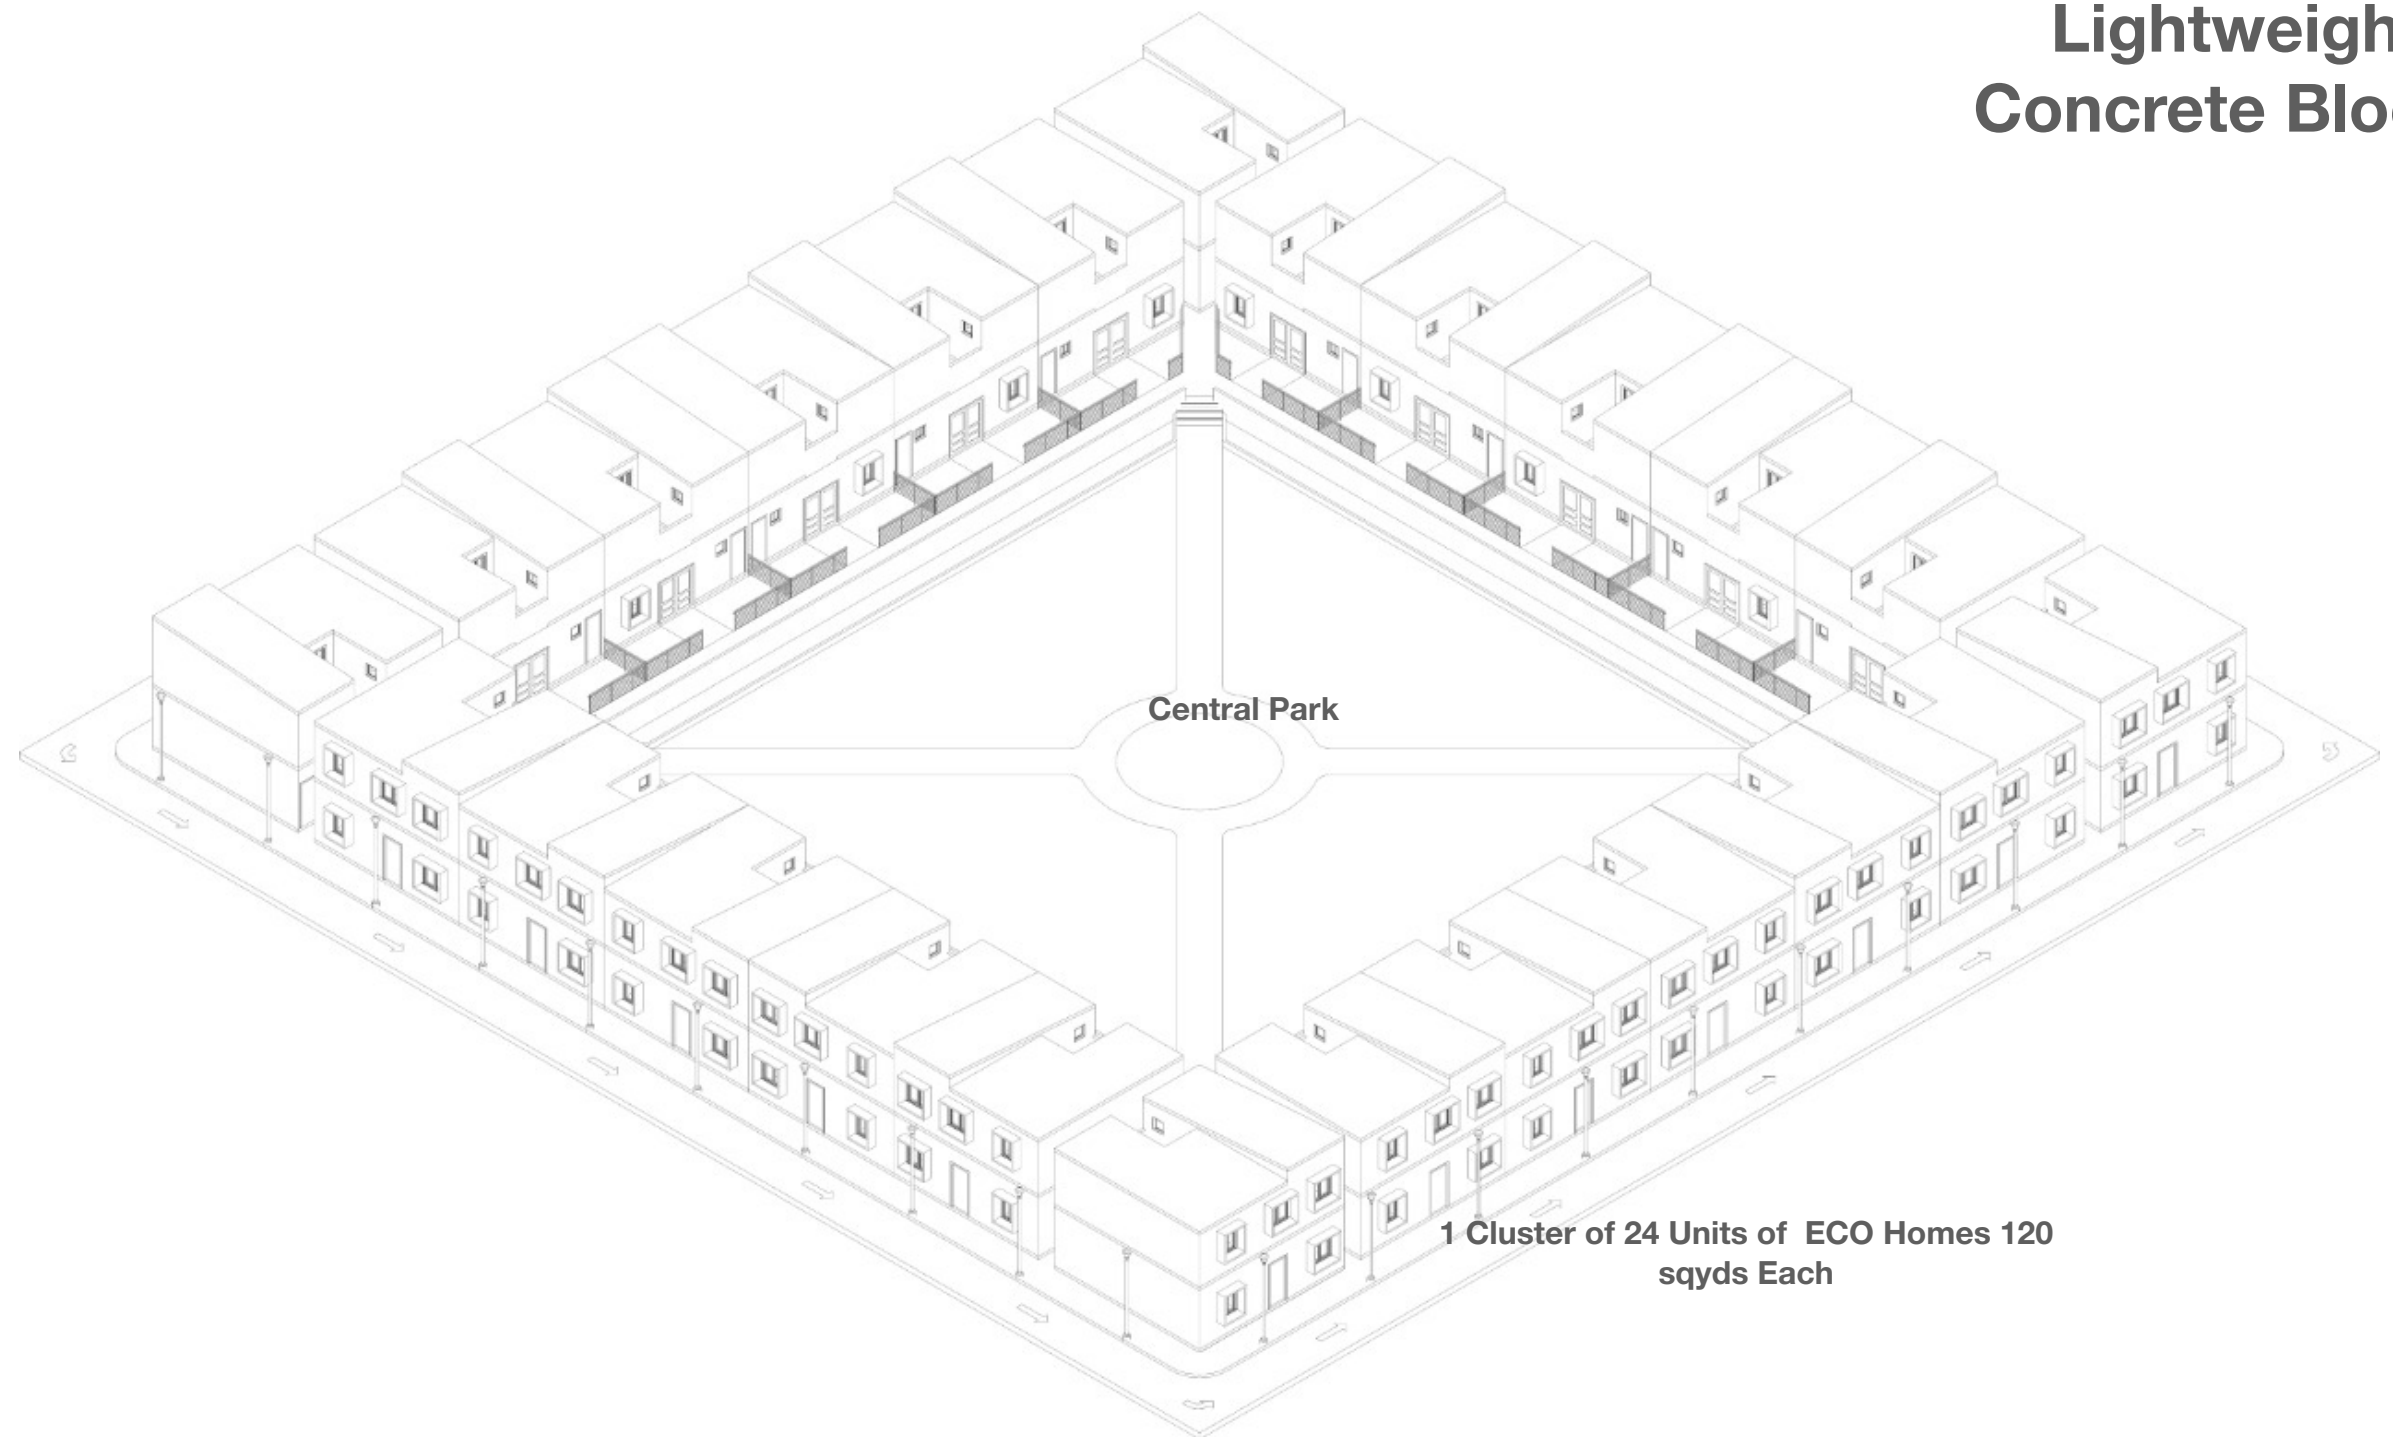 Lightweigh
Concrete Blo
Central Park
1 Cluster of 24 Units of  ECO Homes 120
sqyds Each